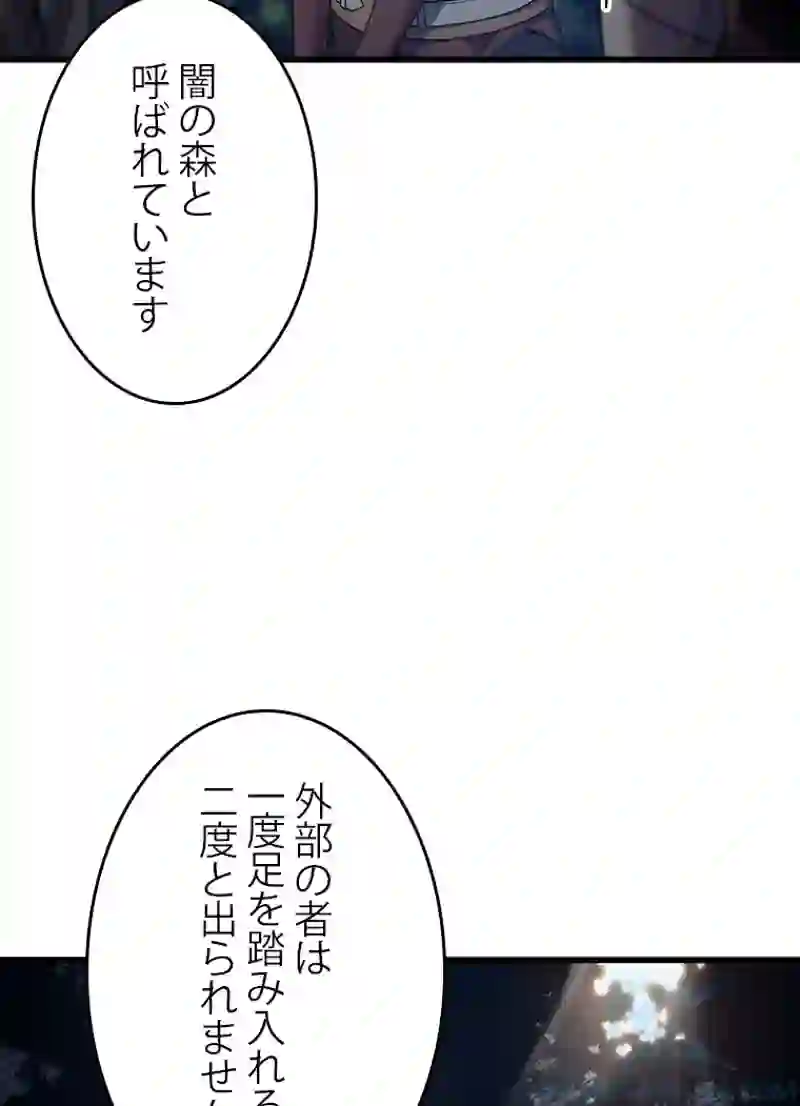 闇の森と
呼ばれています
外部の者は
一度足を踏み入れる
二度と出られません